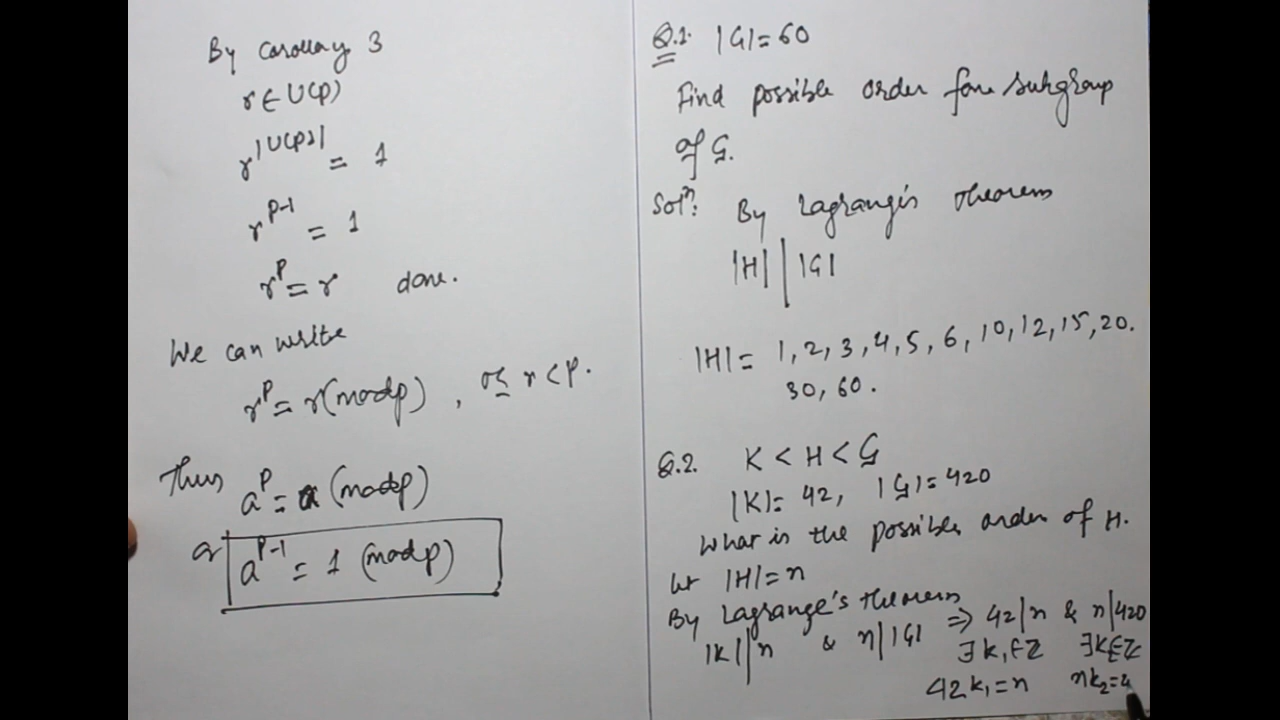 By Corollary 3
r ∈ U(p)
r^|U(p)| = 1
r^(p-1) = 1
r^p = r done.
We can write
r^p = r (mod p), as r < p.
Thus
a^p = a (mod p)
or a^(p-1) = 1 (mod p)
Q.1. |G| = 60
Find possible order for subgroup
of G.
Solⁿ: By Lagrange's Theorem
|H| | |G|
|H| = 1, 2, 3, 4, 5, 6, 10, 12, 15, 20.
30, 60.
Q.2. K < H < G
|K| = 42, |G| = 420
What is the possible order of H.
let |H| = n
By Lagrange's theorem
|K| | n & n | |G| ⇒ 42|n & n|420
∃ k₁ ∈ Z ∃ k ∈ Z
42k₁ = n nk₂ = 4